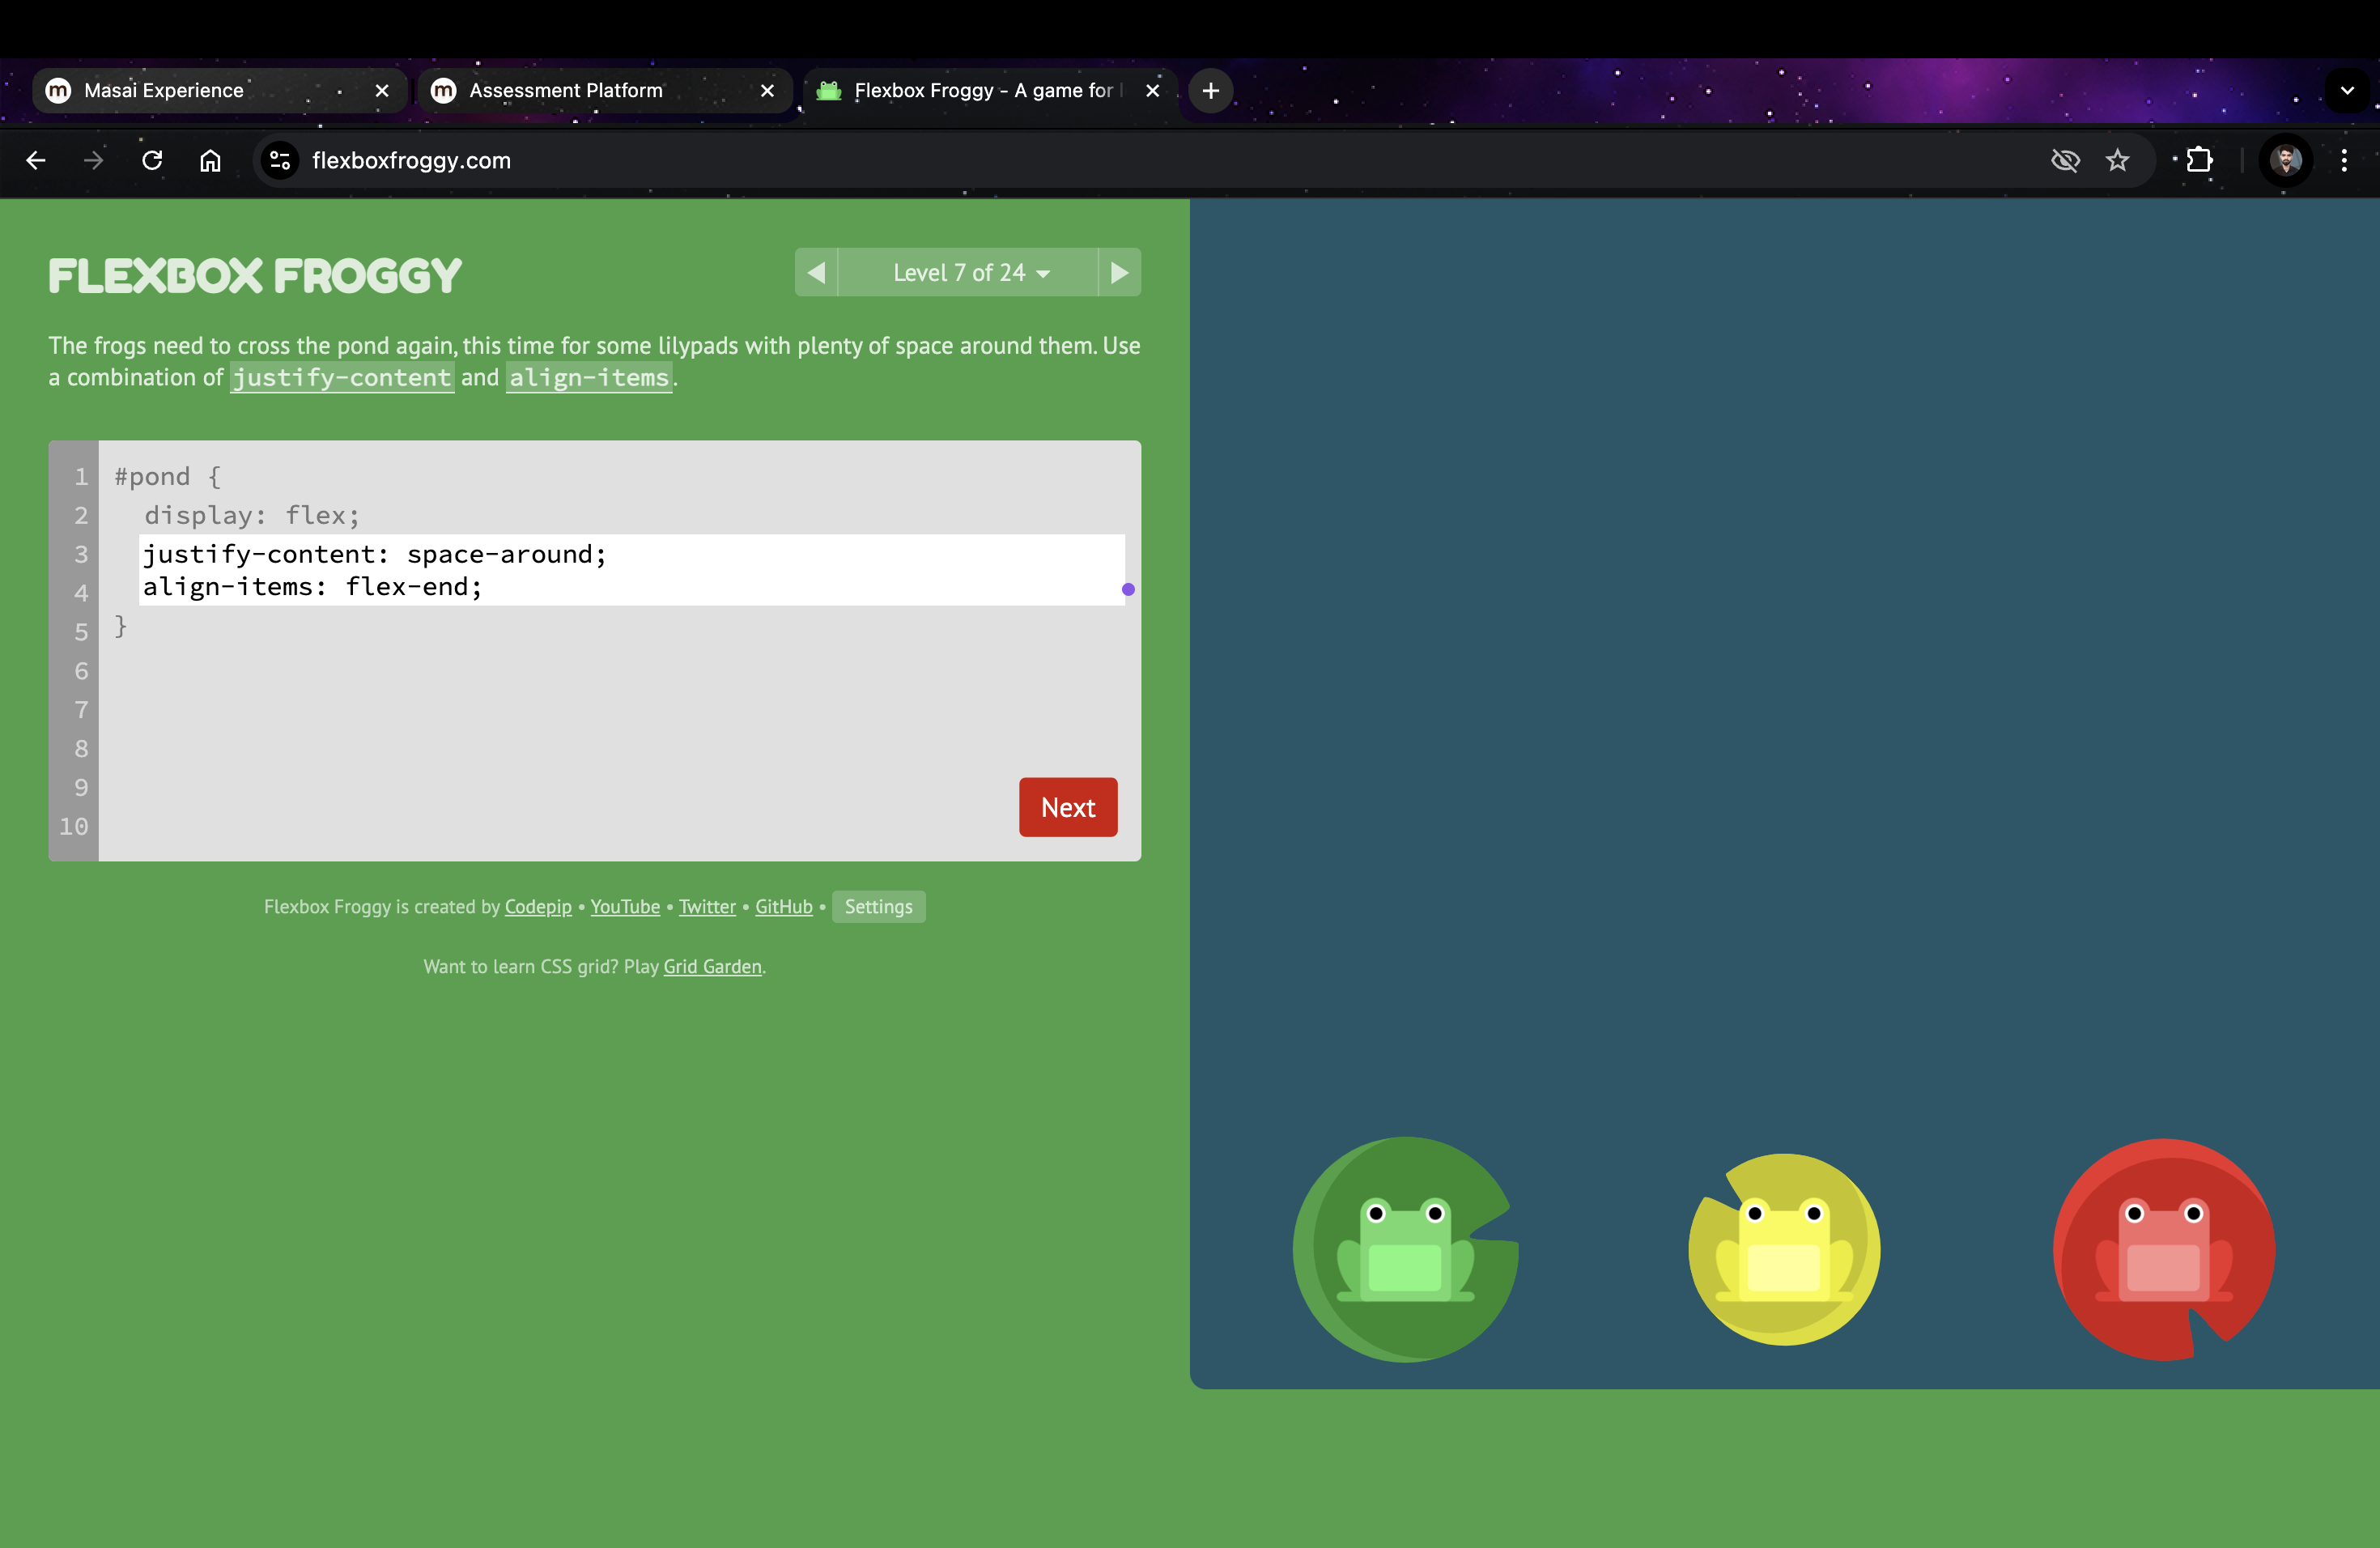 Masai Experience
Assessment Platform
Flexbox Froggy - A game for
flexboxfroggy.com
FLEXBOX FROGGY
Level 7 of 24
The frogs need to cross the pond again, this time for some lilypads with plenty of space around them. Use
a combination of justify-content and align-items.
1 #pond {
2 display: flex;
3 justify-content: space-around;
4 align-items: flex-end;
5 }
6
7
8
9
10
Next
Flexbox Froggy is created by Codepip • YouTube • Twitter • GitHub • Settings
Want to learn CSS grid? Play Grid Garden.